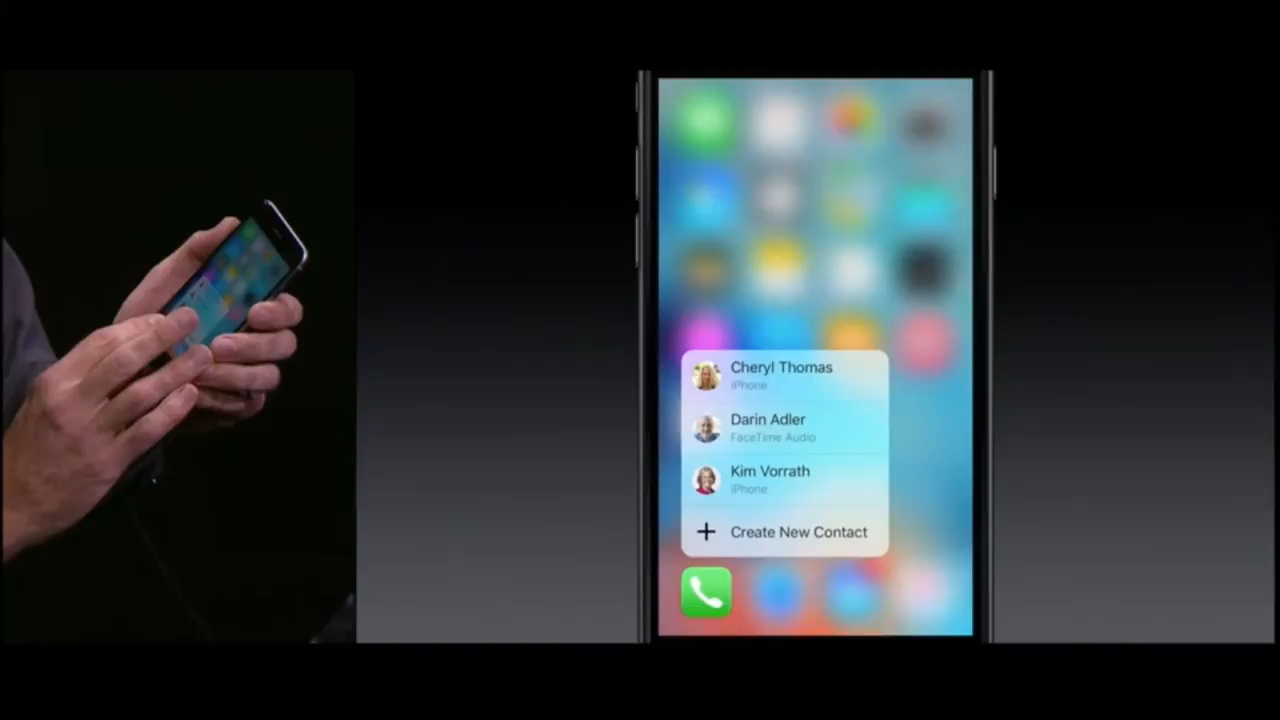 Cheryl Thomas
iPhone
Darin Adler
FaceTime Audio
Kim Vorrath
iPhone
Create New Contact